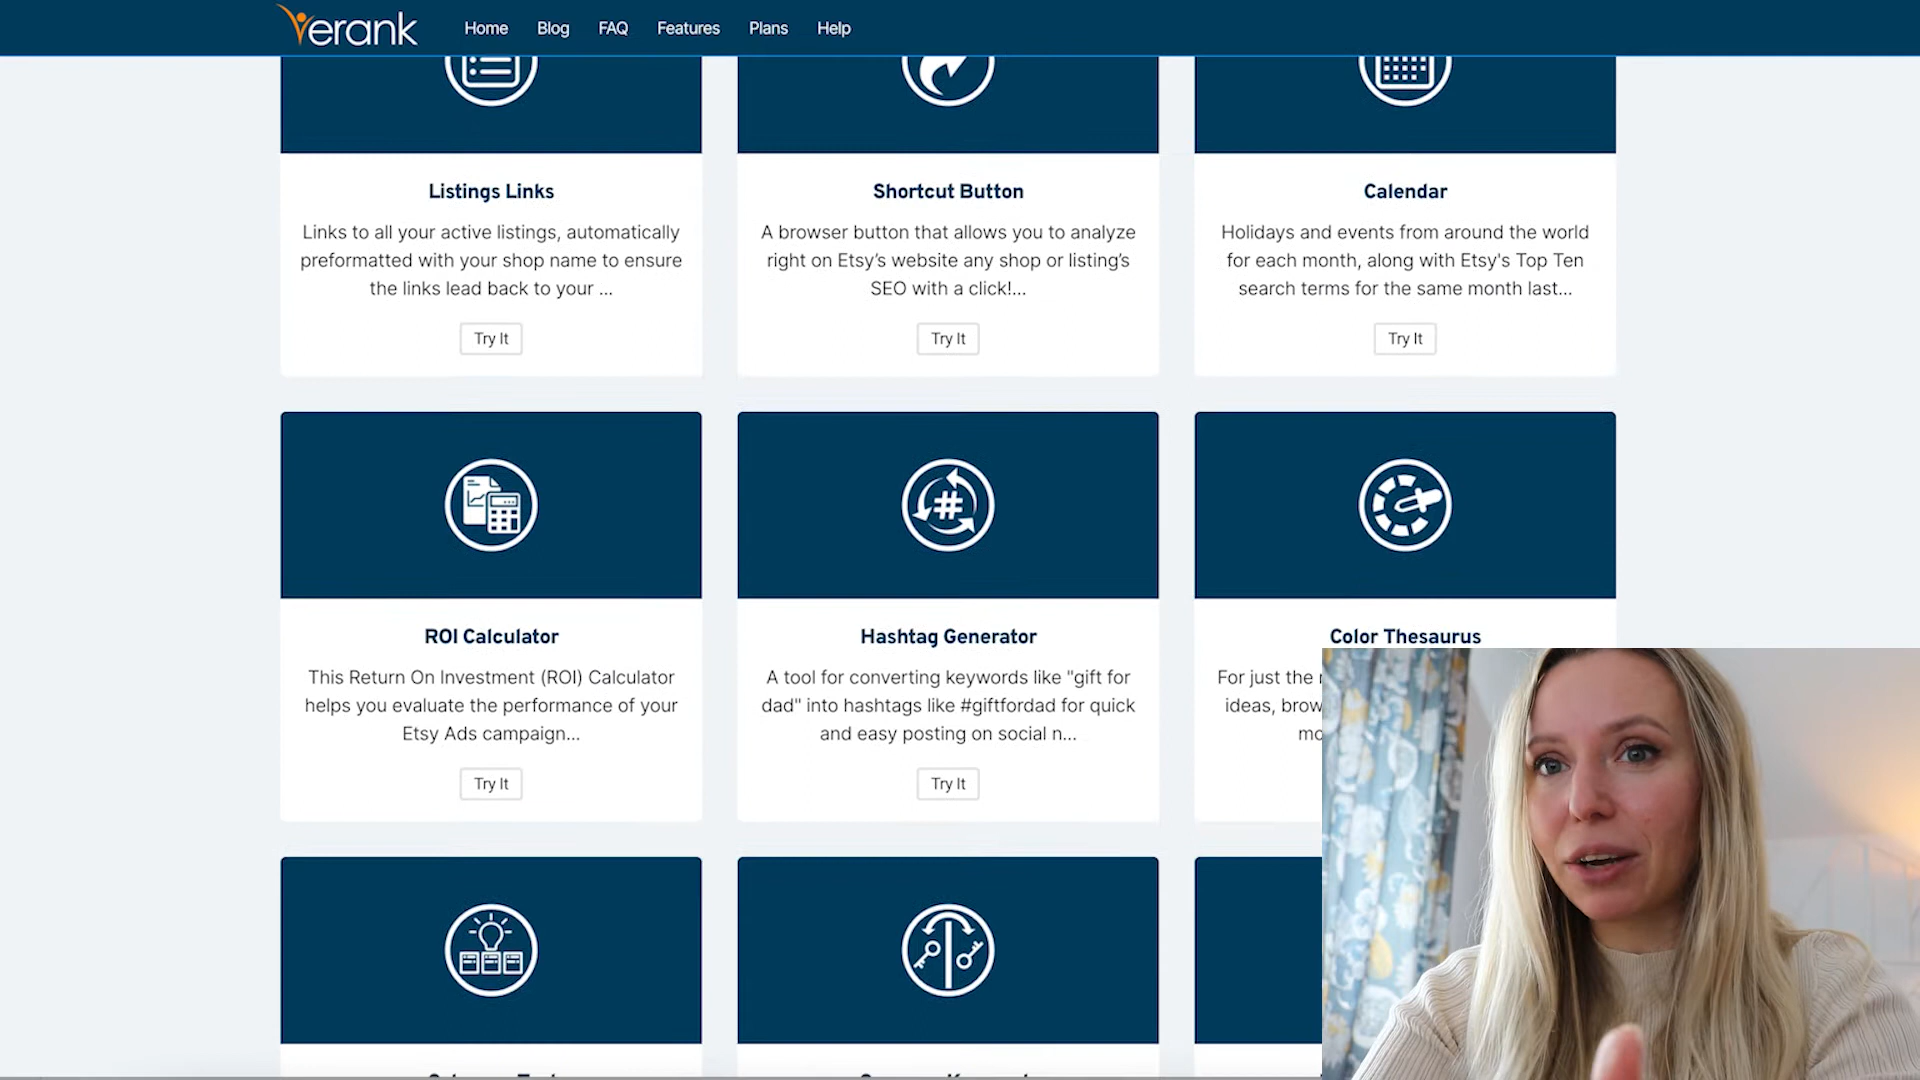 erank
Home Blog FAQ Features Plans Help
Listings Links
Links to all your active listings, automatically
preformatted with your shop name to ensure
the links lead back to your ...
Try It
Shortcut Button
A browser button that allows you to analyze
right on Etsy’s website any shop or listing’s
SEO with a click!...
Try It
Calendar
Holidays and events from around the world
for each month, along with Etsy's Top Ten
search terms for the same month last...
Try It
ROI Calculator
This Return On Investment (ROI) Calculator
helps you evaluate the performance of your
Etsy Ads campaign...
Try It
Hashtag Generator
A tool for converting keywords like "gift for
dad" into hashtags like #giftfordad for quick
and easy posting on social n...
Try It
Color Thesaurus
For just the
ideas,